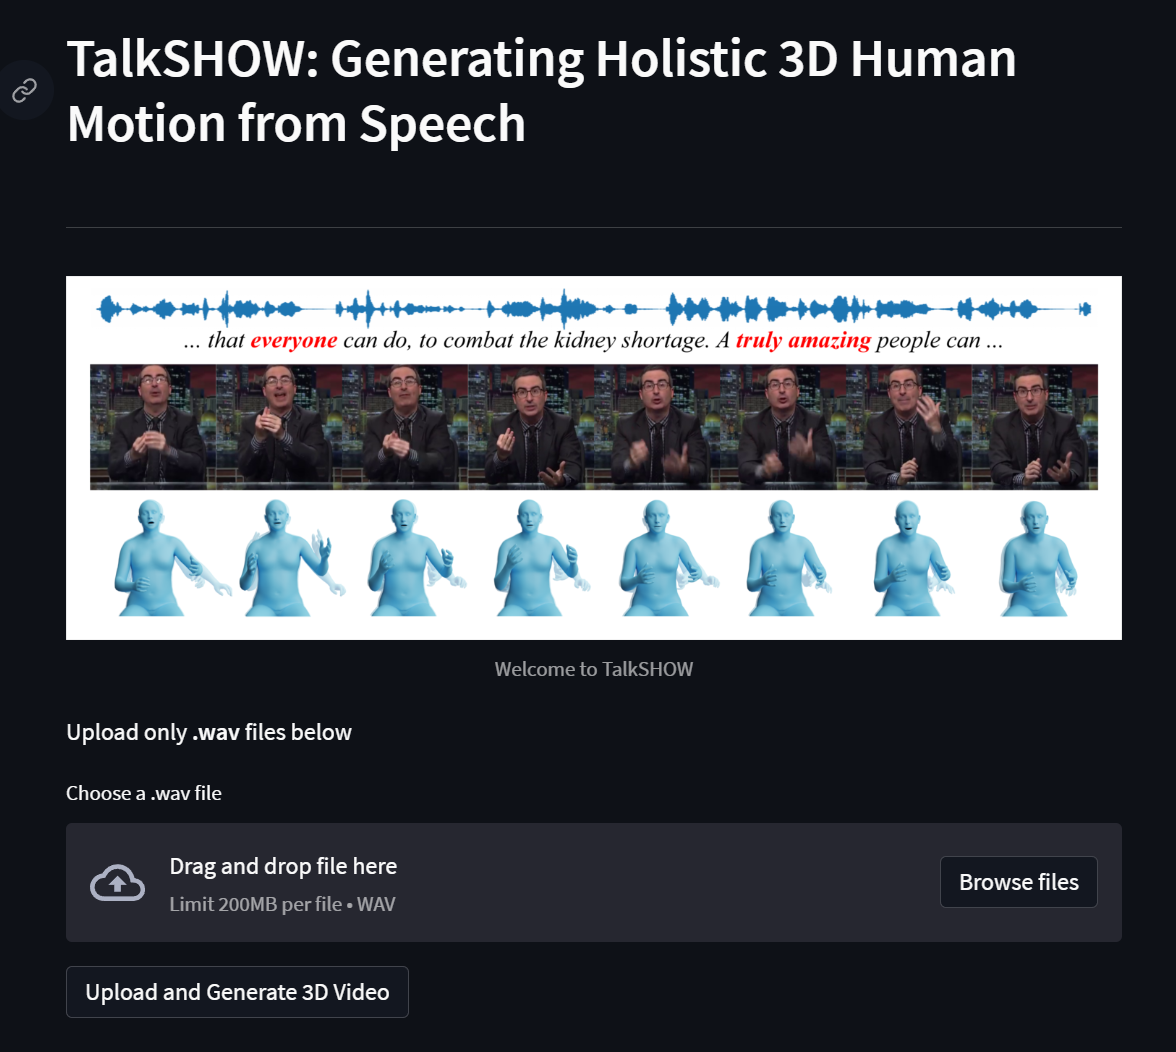 TalkSHOW: Generating Holistic 3D Human
Motion from Speech
... that everyone can do, to combat the kidney shortage. A truly amazing people can ...
Welcome to TalkSHOW
Upload only .wav files below
Choose a .wav file
Drag and drop file here
Limit 200MB per file • WAV
Browse files
Upload and Generate 3D Video